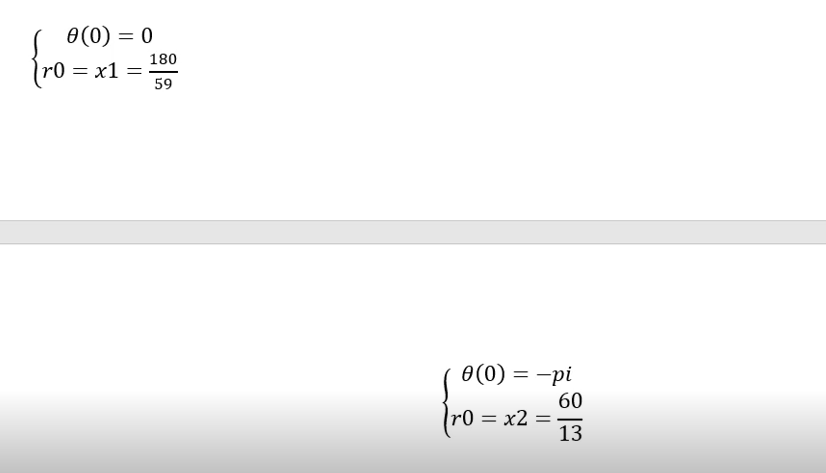 θ(0) = 0
r0 = x1 = 180/59
θ(0) = −pi
r0 = x2 = 60/13